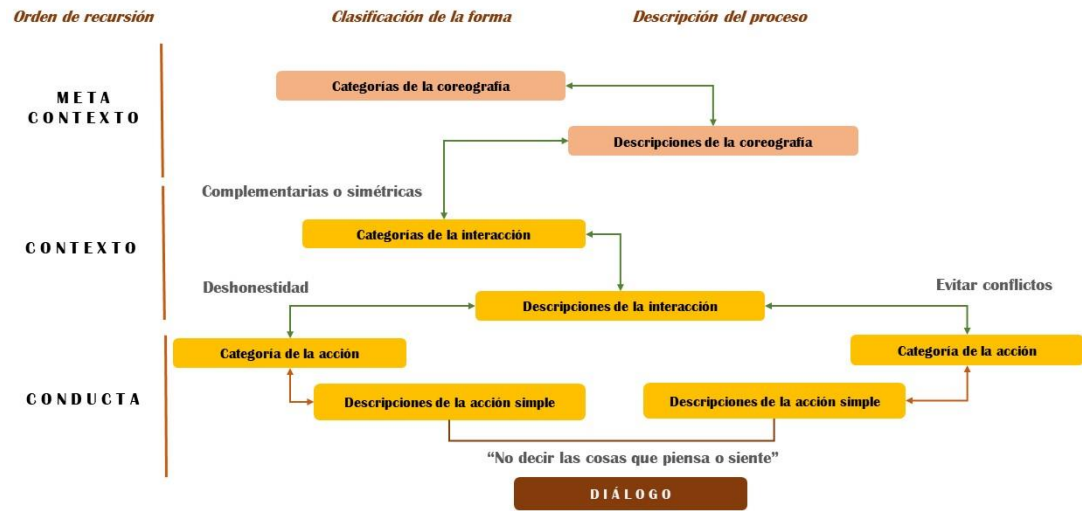 Orden de recursión
Clasificación de la forma
Descripción del proceso
META
CONTEXTO
Categorías de la coreografía
Descripciones de la coreografía
Complementarias o simétricas
CONTEXTO
Categorías de la interacción
Deshonestidad
Descripciones de la interacción
Evitar conflictos
Categoría de la acción
Categoría de la acción
CONDUCTA
Descripciones de la acción simple
Descripciones de la acción simple
“No decir las cosas que piensa o siente”
DIÁLOGO